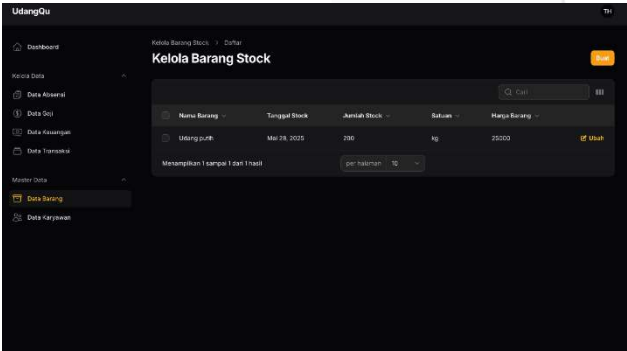 UdangQu
TH
Dashboard
Kelola Barang Stock > Daftar
Kelola Barang Stock
Buat
Kelola Data
Data Absensi
Data Gaji
Data Keuangan
Data Transaksi
Master Data
Data Barang
Data Karyawan
Cari
Nama Barang Tanggal Stock Jumlah Stock Satuan Harga Barang
Udang putih Mei 28, 2025 200 kg 25000 Ubah
Menampilkan 1 sampai 1 dari 1 hasil per halaman 10